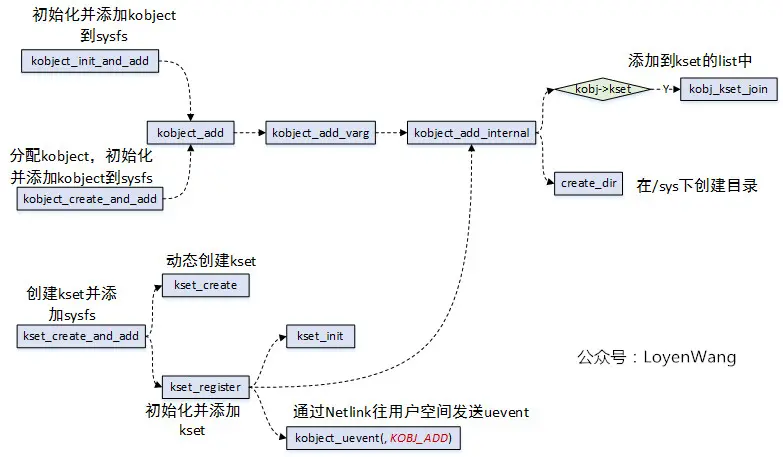 初始化并添加kobject
到sysfs
kobject_init_and_add
添加到kset的list中
kobj->kset
Y
kobj_kset_join
kobject_add
kobject_add_varg
kobject_add_internal
分配kobject，初始化
并添加kobject到sysfs
kobject_create_and_add
create_dir
在/sys下创建目录
动态创建kset
kset_create
创建kset并添
加sysfs
kset_create_and_add
kset_init
公众号：LoyenWang
kset_register
初始化并添加
kset
通过Netlink往用户空间发送uevent
kobject_uevent(, KOBJ_ADD)